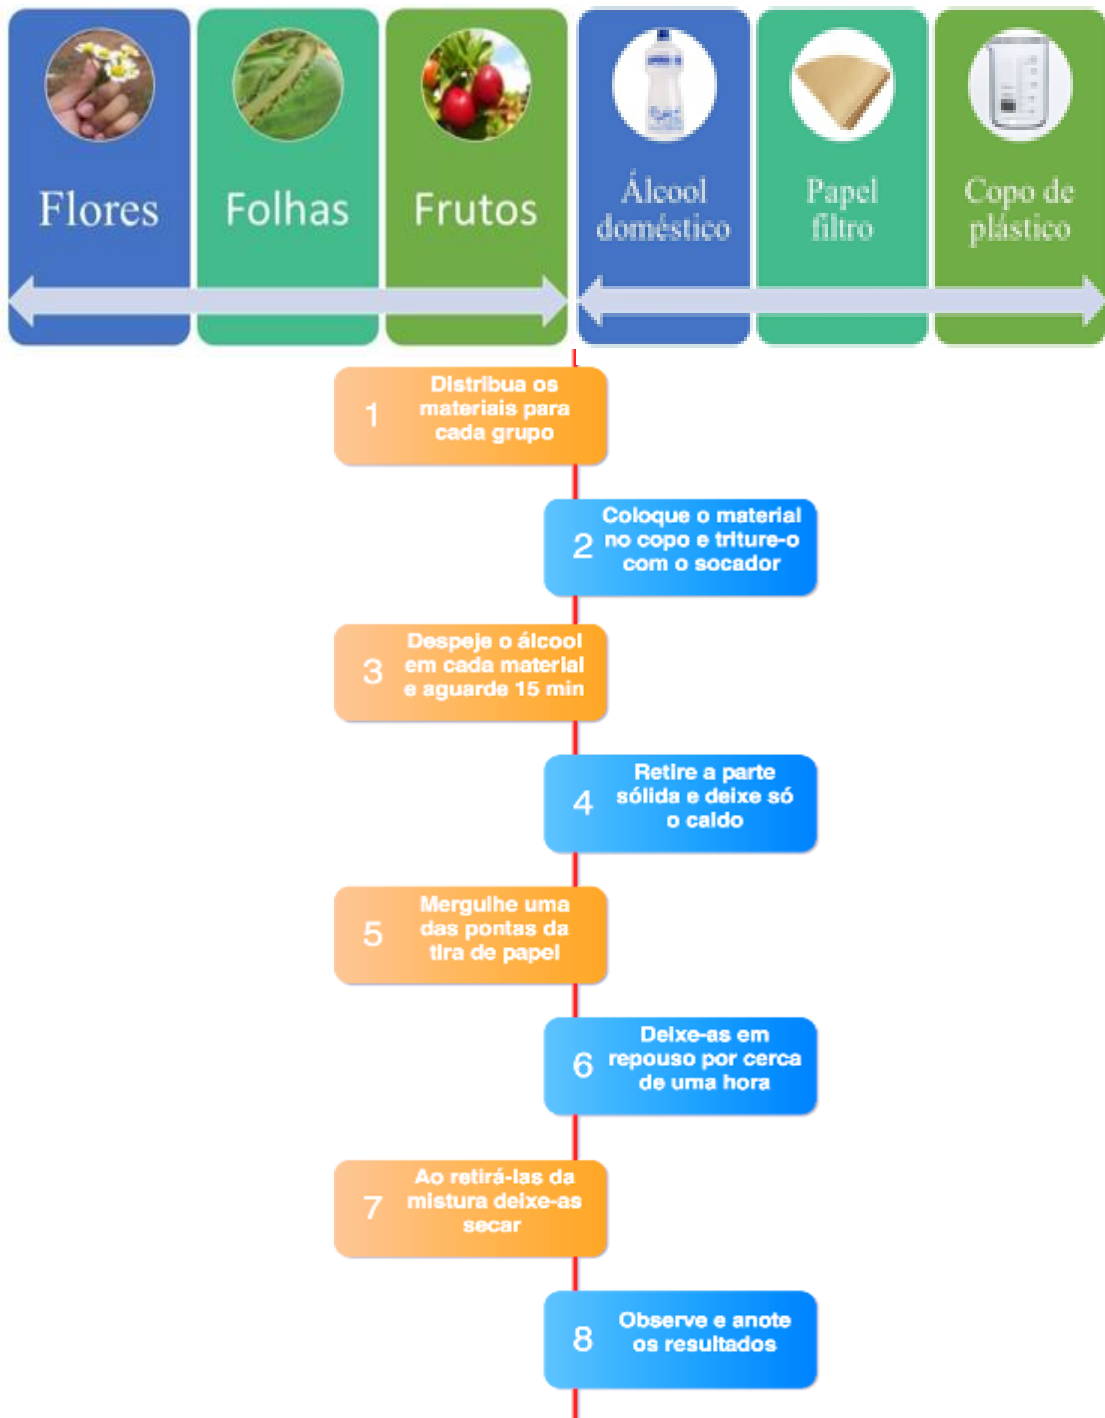 Flores
Folhas
Frutos
Álcool
doméstico
Papel
filtro
Copo de
plástico
1
Distribua os
materiais para
cada grupo
2
Coloque o material
no copo e triture-o
com o socador
3
Despeje o álcool
em cada material
e aguarde 15 min
4
Retire a parte
sólida e deixe só
o caldo
5
Mergulhe uma
das pontas da
tira de papel
6
Deixe-as em
repouso por cerca
de uma hora
7
Ao retirá-las da
mistura deixe-as
secar
8
Observe e anote
os resultados